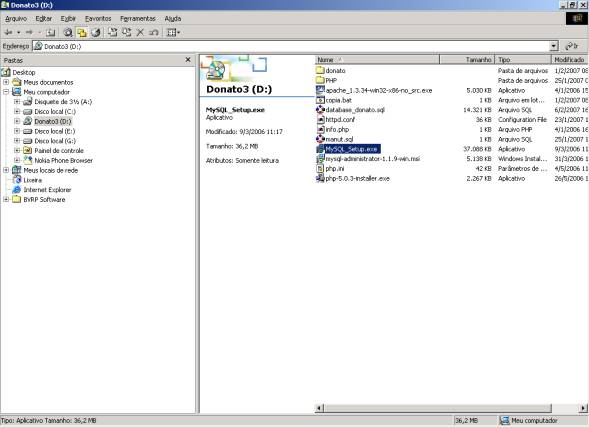 Donato3 (D:)
Arquivo Editar Exibir Favoritos Ferramentas Ajuda
Endereço Donato3 (D:) Ir
Pastas
Desktop
Meus documentos
Meu computador
Disquete de 3½ (A:)
Disco local (C:)
Donato3 (D:)
Disco local (E:)
Disco local (G:)
Painel de controle
Nokia Phone Browser
Meus locais de rede
Lixeira
Internet Explorer
BVRP Software
Donato3 (D:)
MySQL_Setup.exe
Aplicativo
Modificado: 9/3/2006 11:17
Tamanho: 36,2 MB
Atributos: Somente leitura
Nome Tamanho Tipo Modificado
donato Pasta de arquivos 1/2/2007 08
PHP Pasta de arquivos 25/1/2007 0
apache_1.3.34-win32-x86-no_src.exe 5.030 KB Aplicativo 4/1/2006 15
copia.bat 1 KB Arquivo em lot... 1/2/2007 08
database_donato.sql 14.321 KB Arquivo SQL 6/2/2007 16
httpd.conf 36 KB Configuration File 23/1/2007 1
info.php 1 KB Arquivo PHP 4/1/2006 16
manut.sql 1 KB Arquivo SQL 25/1/2007 1
MySQL_Setup.exe 37.088 KB Aplicativo 9/3/2006 11
mysql-administrator-1.1.9-win.msi 5.138 KB Windows Instal... 31/3/2006 1
php.ini 42 KB Parâmetros de ... 4/5/2006 11
php-5.0.3-installer.exe 2.267 KB Aplicativo 26/5/2006 1
Tipo: Aplicativo Tamanho: 36,2 MB 36,2 MB Meu computador